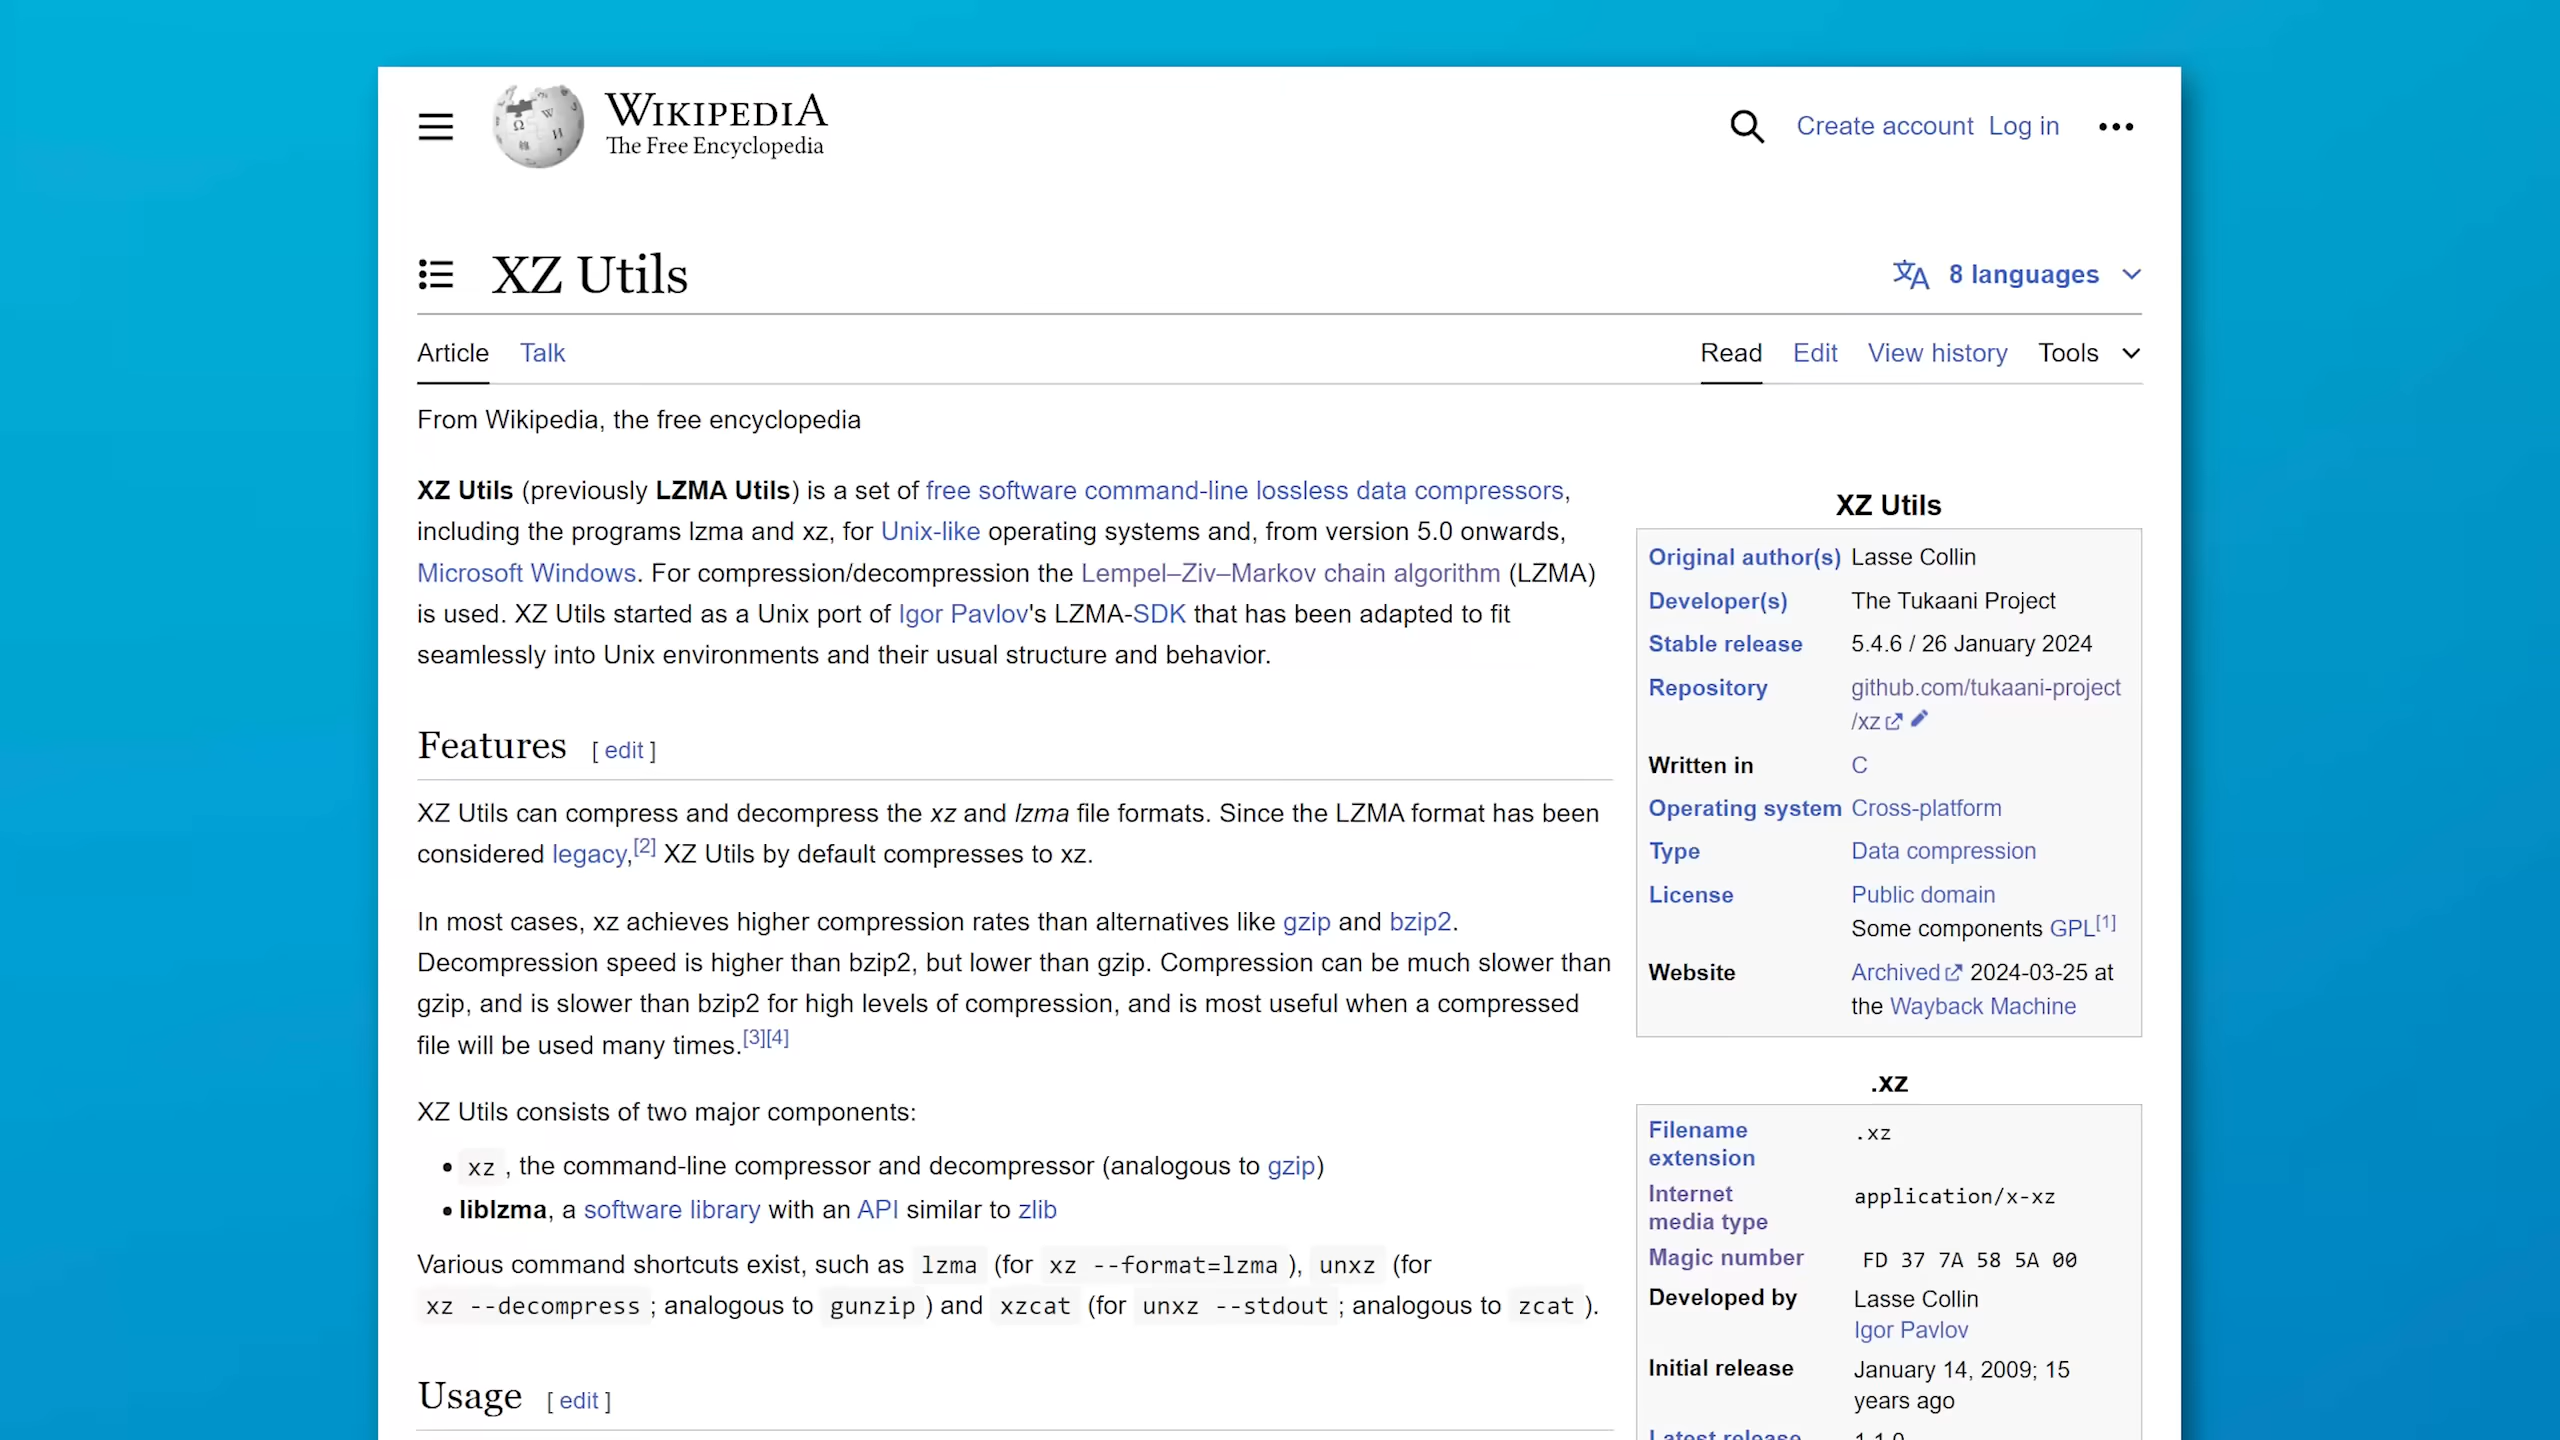 WIKIPEDIA
The Free Encyclopedia
Create account Log in
XZ Utils
8 languages
Article Talk
Read Edit View history Tools
From Wikipedia, the free encyclopedia
XZ Utils (previously LZMA Utils) is a set of free software command-line lossless data compressors,
including the programs lzma and xz, for Unix-like operating systems and, from version 5.0 onwards,
Microsoft Windows. For compression/decompression the Lempel–Ziv–Markov chain algorithm (LZMA)
is used. XZ Utils started as a Unix port of Igor Pavlov's LZMA-SDK that has been adapted to fit
seamlessly into Unix environments and their usual structure and behavior.
Features [ edit ]
XZ Utils can compress and decompress the xz and lzma file formats. Since the LZMA format has been
considered legacy,[2] XZ Utils by default compresses to xz.
In most cases, xz achieves higher compression rates than alternatives like gzip and bzip2.
Decompression speed is higher than bzip2, but lower than gzip. Compression can be much slower than
gzip, and is slower than bzip2 for high levels of compression, and is most useful when a compressed
file will be used many times.[3][4]
XZ Utils consists of two major components:
• xz , the command-line compressor and decompressor (analogous to gzip)
• liblzma, a software library with an API similar to zlib
Various command shortcuts exist, such as lzma (for xz --format=lzma ), unxz (for
xz --decompress ; analogous to gunzip ) and xzcat (for unxz --stdout ; analogous to zcat ).
Usage [ edit ]
XZ Utils
Original author(s) Lasse Collin
Developer(s) The Tukaani Project
Stable release 5.4.6 / 26 January 2024
Repository github.com/tukaani-project
/xz
Written in C
Operating system Cross-platform
Type Data compression
License Public domain
Some components GPL[1]
Website Archived 2024-03-25 at
the Wayback Machine
.xz
Filename
extension
.xz
Internet
media type
application/x-xz
Magic number FD 37 7A 58 5A 00
Developed by Lasse Collin
Igor Pavlov
Initial release January 14, 2009; 15
years ago
Latest release 1.1.0